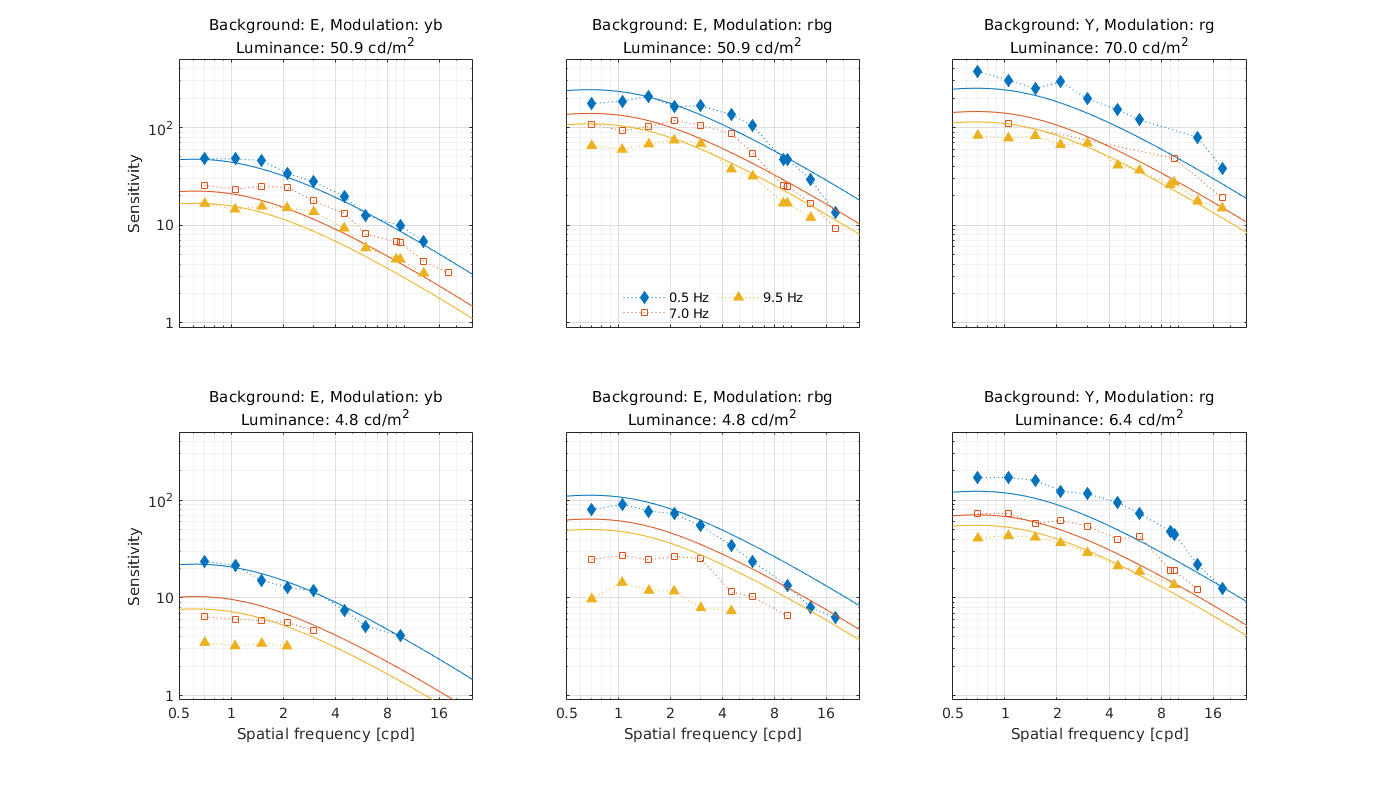 Background: E, Modulation: yb
Luminance: 50.9 cd/m²
Background: E, Modulation: rbg
Luminance: 50.9 cd/m²
Background: Y, Modulation: rg
Luminance: 70.0 cd/m²
Sensitivity
10²
10
1
0.5 Hz
9.5 Hz
7.0 Hz
Background: E, Modulation: yb
Luminance: 4.8 cd/m²
Background: E, Modulation: rbg
Luminance: 4.8 cd/m²
Background: Y, Modulation: rg
Luminance: 6.4 cd/m²
Sensitivity
10²
10
1
0.5 1 2 4 8 16
0.5 1 2 4 8 16
0.5 1 2 4 8 16
Spatial frequency [cpd]
Spatial frequency [cpd]
Spatial frequency [cpd]